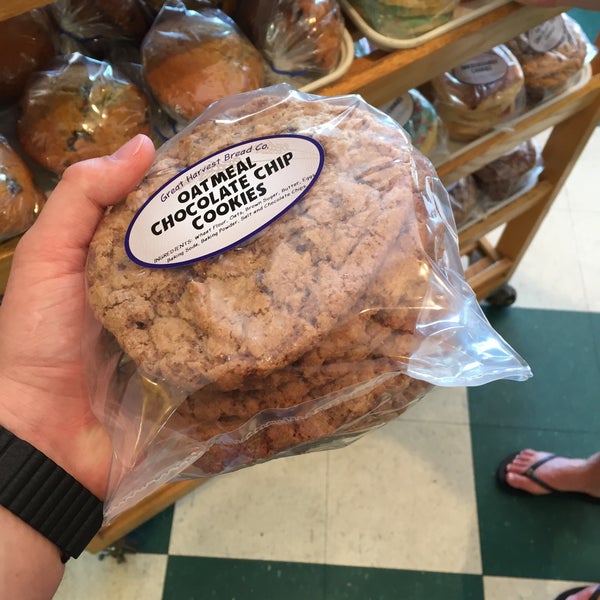 Great Harvest Bread Co.
OATMEAL
CHOCOLATE CHIP
COOKIES
INGREDIENTS: Wheat Flour, Oats, Brown Sugar, Butter, Eggs,
Baking Soda, Baking Powder, Salt and Chocolate Chips.